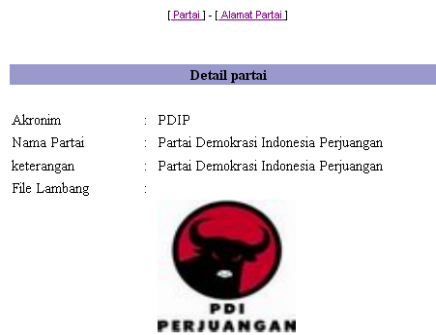 [ Partai ] - [ Alamat Partai ]
Detail partai
Akronim : PDIP
Nama Partai : Partai Demokrasi Indonesia Perjuangan
keterangan : Partai Demokrasi Indonesia Perjuangan
File Lambang :
PDI
PERJUANGAN